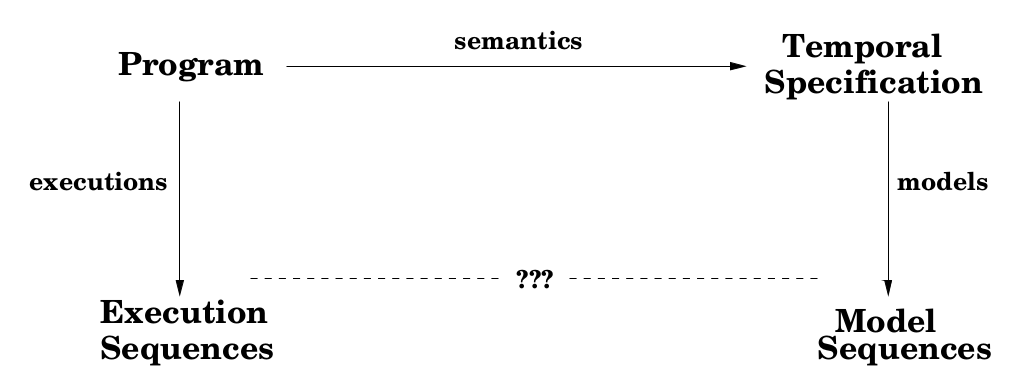 semantics
Program
Temporal
Specification
executions
models
???
Execution
Sequences
Model
Sequences